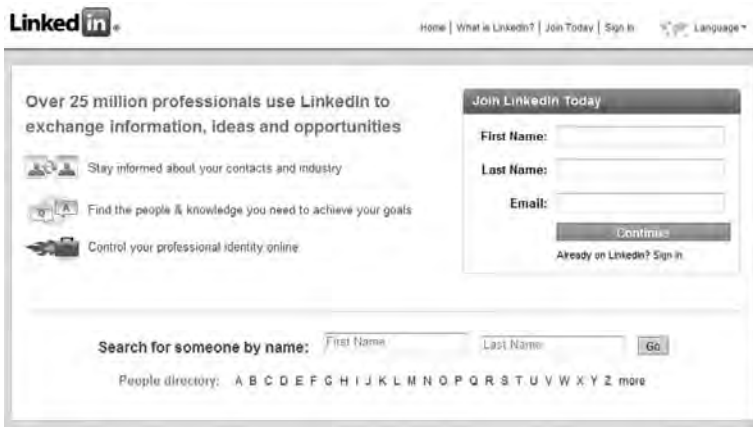 Linked in
Home | What is LinkedIn? | Join Today | Sign In Language
Over 25 million professionals use LinkedIn to
exchange information, ideas and opportunities
Stay informed about your contacts and industry
Find the people & knowledge you need to achieve your goals
Control your professional identity online
Join LinkedIn Today
First Name:
Last Name:
Email:
Continue
Already on LinkedIn? Sign in
Search for someone by name: First Name Last Name Go
People directory: A B C D E F G H I J K L M N O P Q R S T U V W X Y Z more